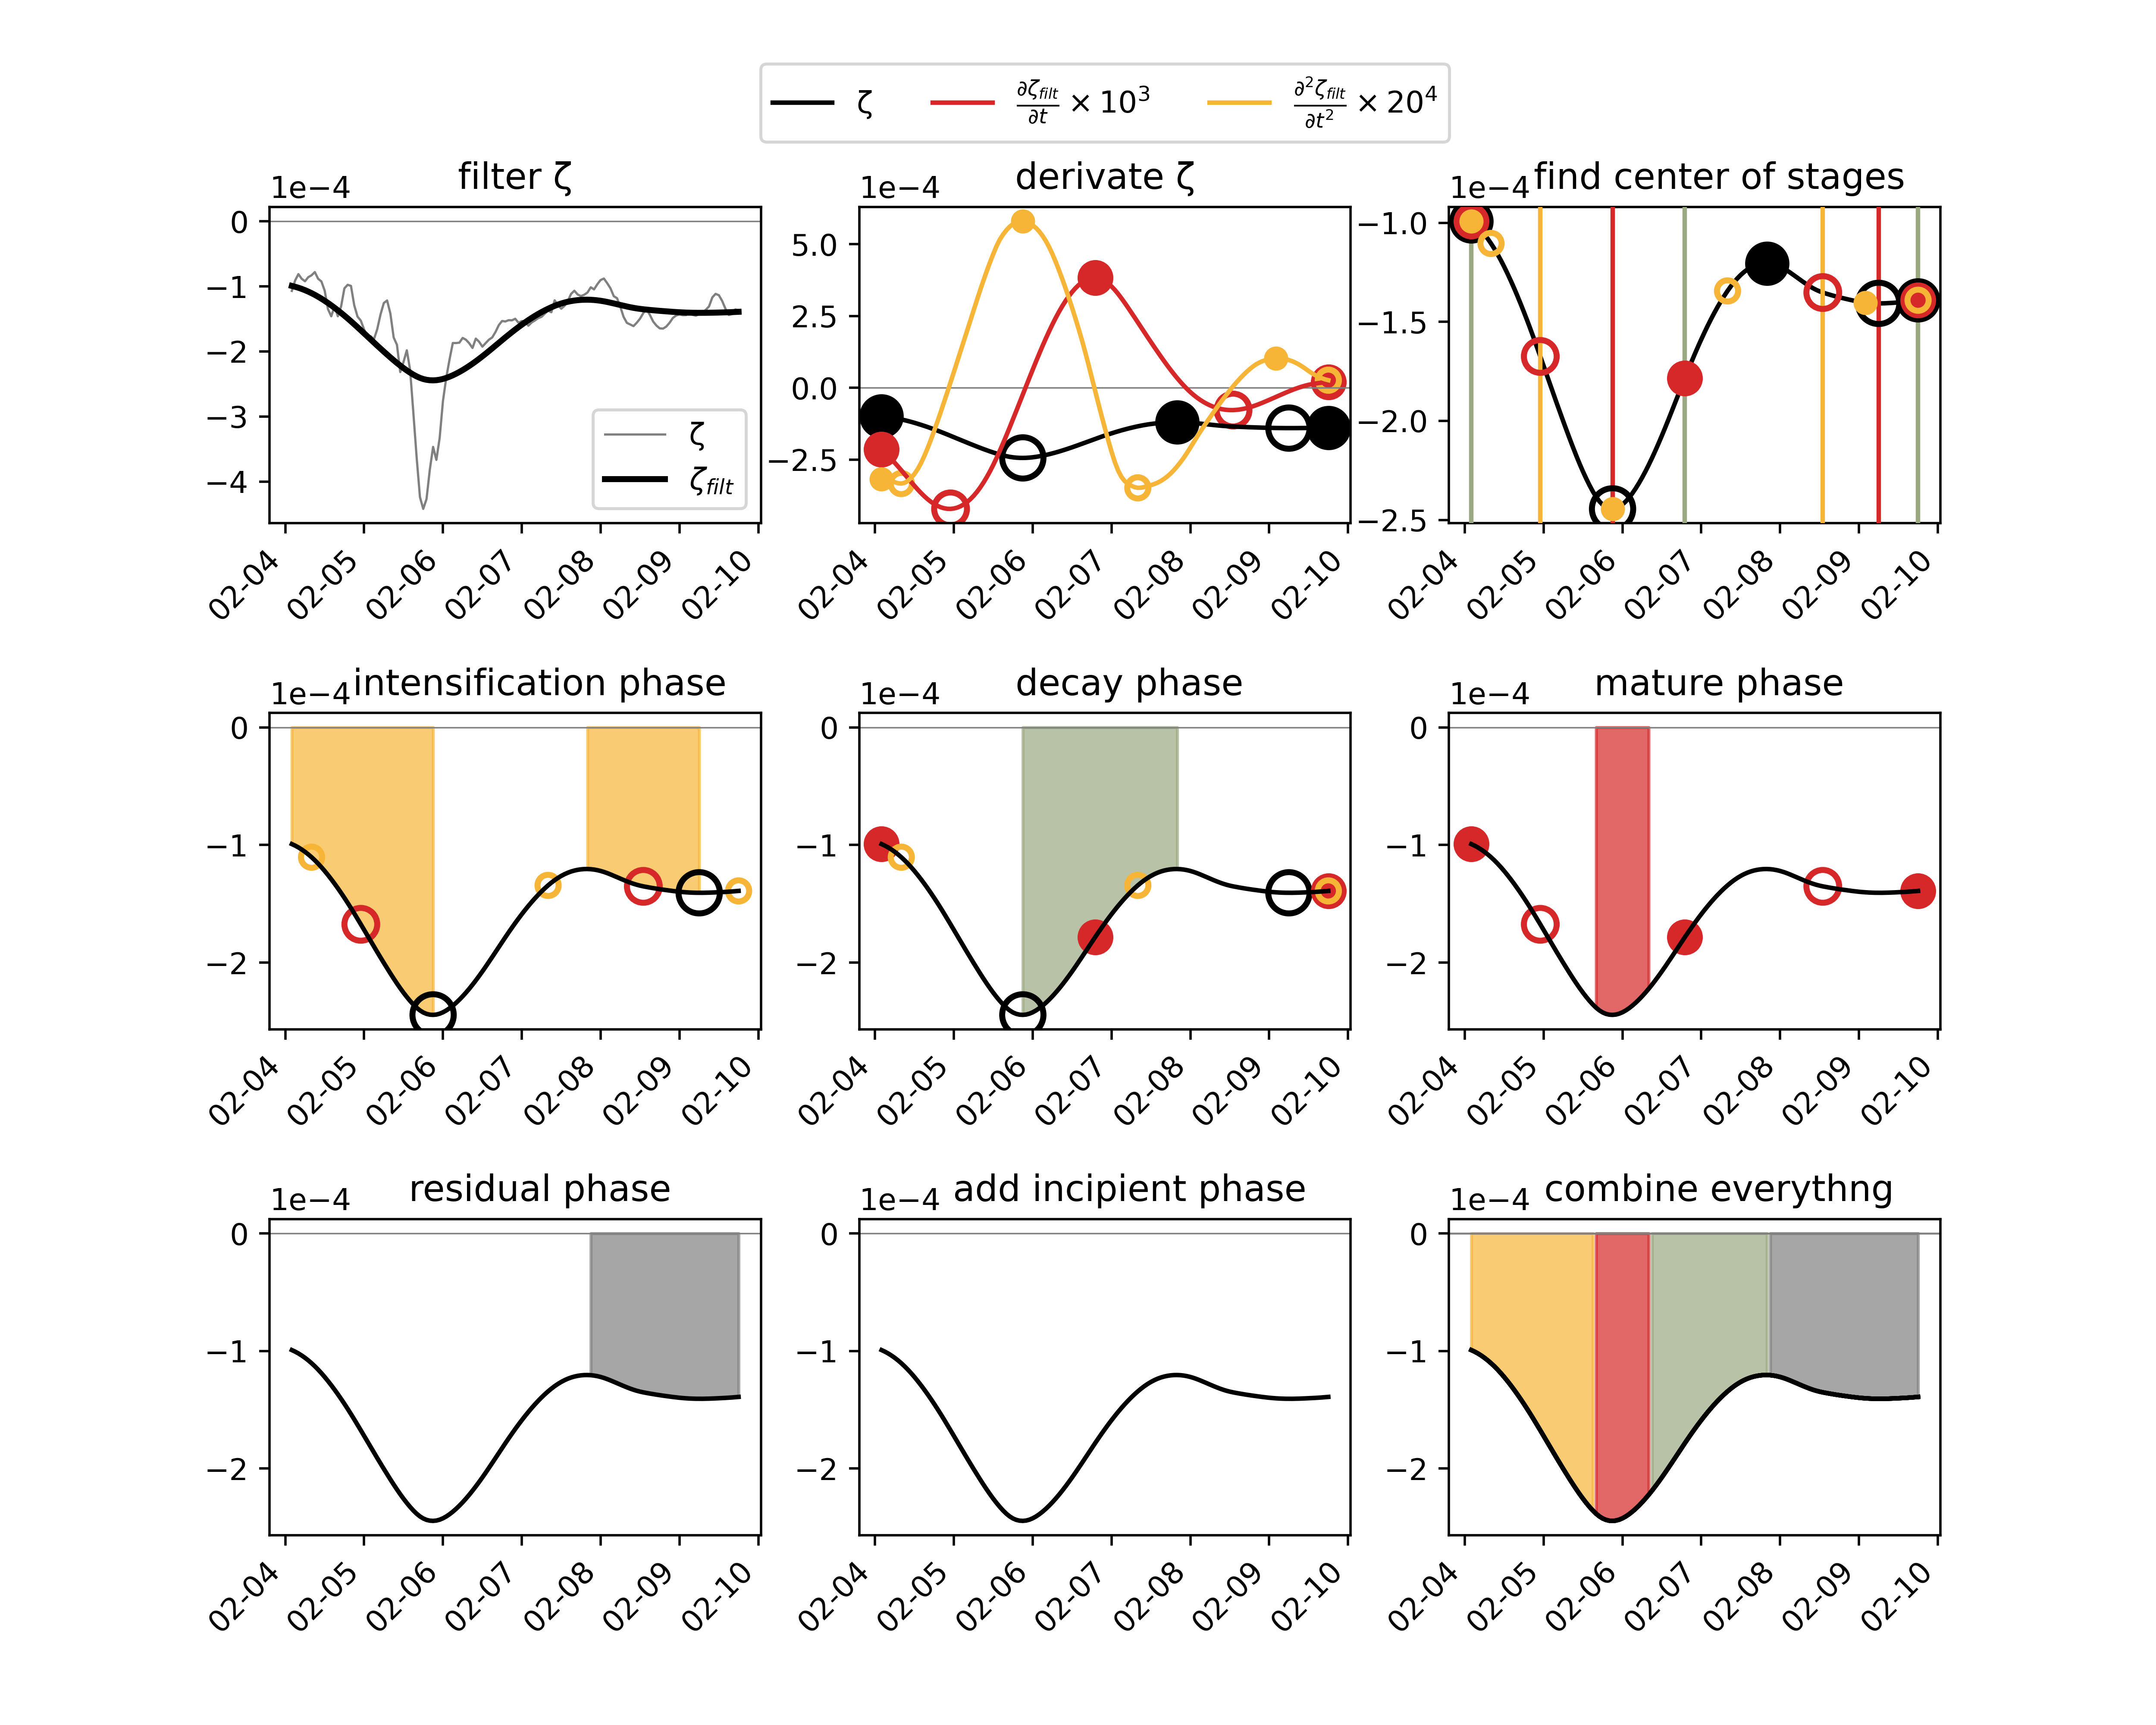 ζ ∂ζ_filt/∂t × 10³ ∂²ζ_filt/∂t² × 20⁴
filter ζ derivate ζ find center of stages
1e−4 1e−4 1e−4
0
−1
−2
−3
−4
ζ
ζ_filt
02-04 02-05 02-06 02-07 02-08 02-09 02-10
5.0
2.5
0.0
−2.5
02-04 02-05 02-06 02-07 02-08 02-09 02-10
−1.0
−1.5
−2.0
−2.5
02-04 02-05 02-06 02-07 02-08 02-09 02-10
intensification phase decay phase mature phase
1e−4 1e−4 1e−4
0
−1
−2
02-04 02-05 02-06 02-07 02-08 02-09 02-10
0
−1
−2
02-04 02-05 02-06 02-07 02-08 02-09 02-10
0
−1
−2
02-04 02-05 02-06 02-07 02-08 02-09 02-10
residual phase add incipient phase combine everythng
1e−4 1e−4 1e−4
0
−1
−2
02-04 02-05 02-06 02-07 02-08 02-09 02-10
0
−1
−2
02-04 02-05 02-06 02-07 02-08 02-09 02-10
0
−1
−2
02-04 02-05 02-06 02-07 02-08 02-09 02-10